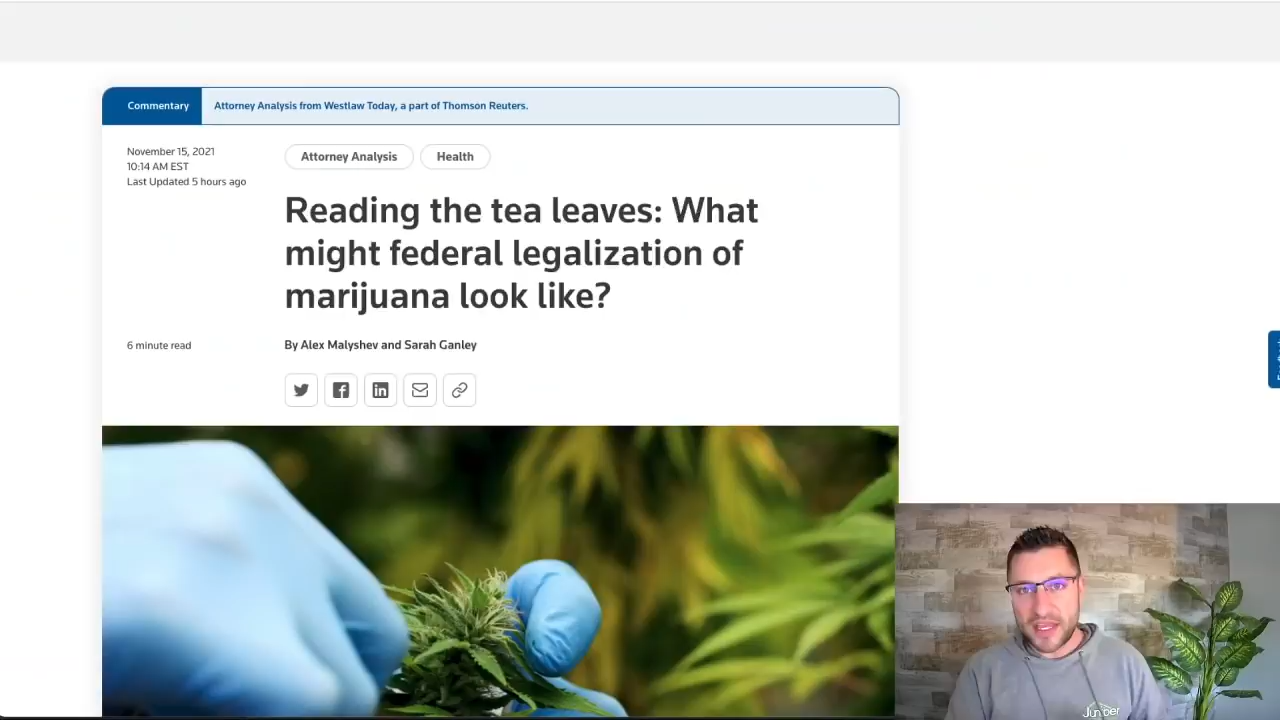 Commentary
Attorney Analysis from Westlaw Today, a part of Thomson Reuters.
November 15, 2021
10:14 AM EST
Last Updated 5 hours ago
Attorney Analysis
Health
Reading the tea leaves: What
might federal legalization of
marijuana look like?
6 minute read
By Alex Malyshev and Sarah Ganley